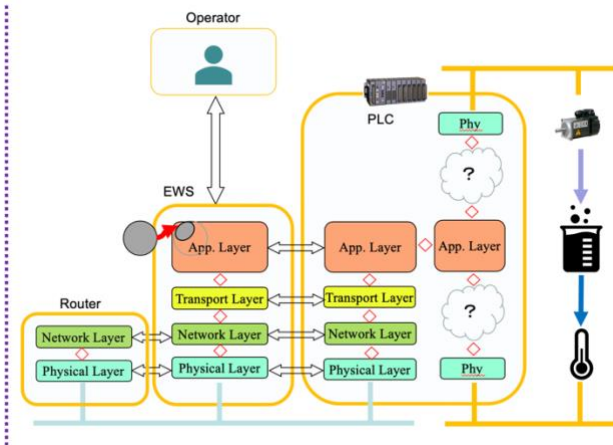 Operator
PLC
Phy
?
EWS
App. Layer
App. Layer
App. Layer
Transport Layer
Transport Layer
?
Router
Network Layer
Network Layer
Network Layer
Physical Layer
Physical Layer
Physical Layer
Phy